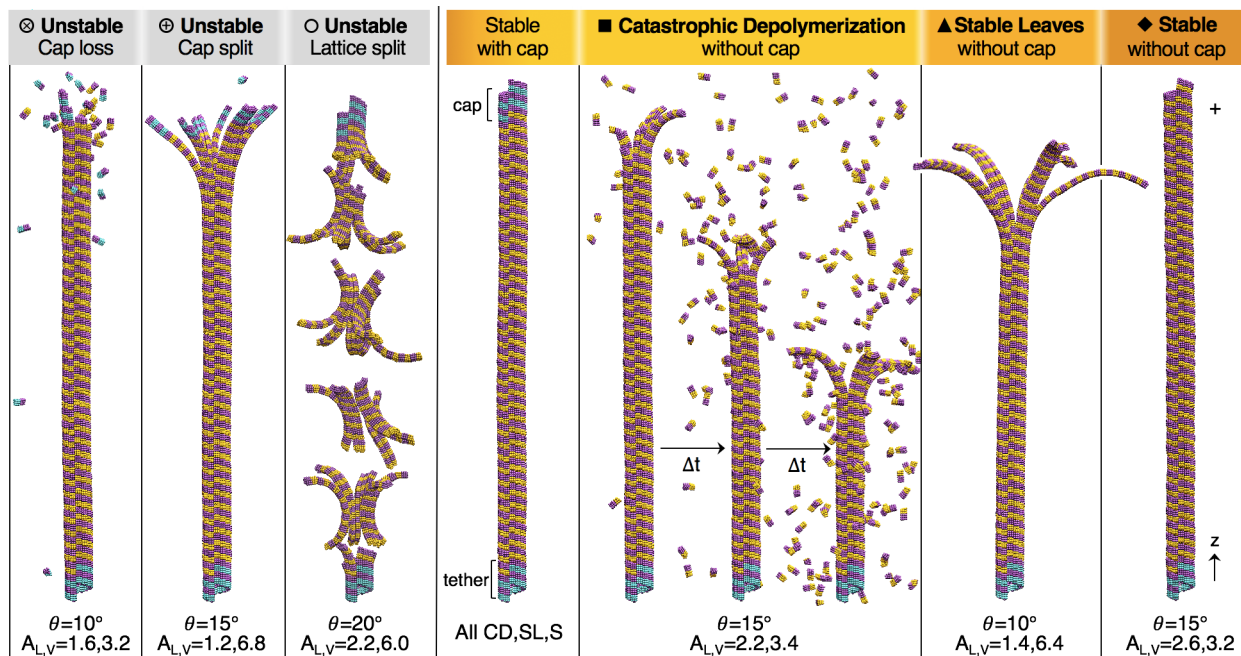 ⊗ Unstable
Cap loss
⊕ Unstable
Cap split
○ Unstable
Lattice split
Stable
with cap
■ Catastrophic Depolymerization
without cap
▲ Stable Leaves
without cap
◆ Stable
without cap
cap
+
Δt
Δt
z
tether
θ=10°
A_L,V=1.6,3.2
θ=15°
A_L,V=1.2,6.8
θ=20°
A_L,V=2.2,6.0
All CD,SL,S
θ=15°
A_L,V=2.2,3.4
θ=10°
A_L,V=1.4,6.4
θ=15°
A_L,V=2.6,3.2